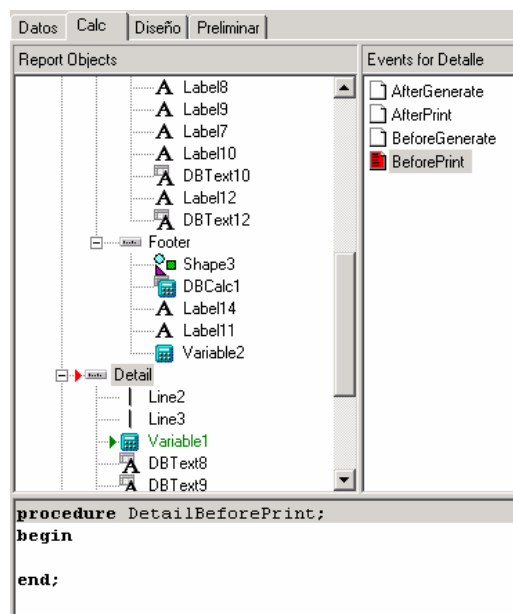 Datos Calc Diseño Preliminar
Report Objects
Label8
Label9
Label7
Label10
DBText10
Label12
DBText12
Footer
Shape3
DBCalc1
Label14
Label11
Variable2
Detail
Line2
Line3
Variable1
DBText8
DBText9
Events for Detalle
AfterGenerate
AfterPrint
BeforeGenerate
BeforePrint
procedure DetailBeforePrint;
begin
end;